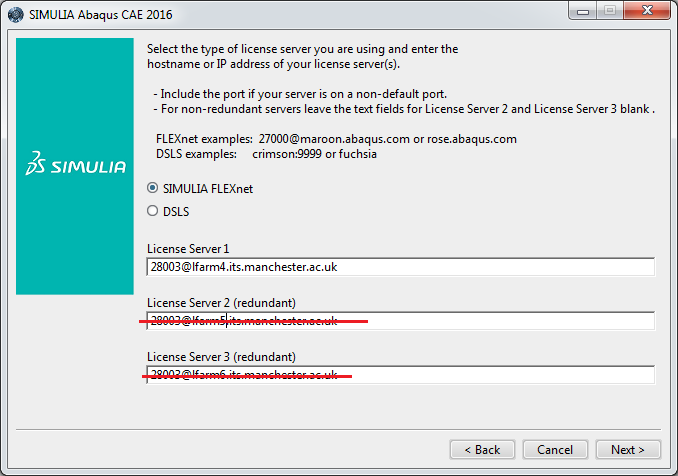 SIMULIA Abaqus CAE 2016
Select the type of license server you are using and enter the
hostname or IP address of your license server(s).
- Include the port if your server is on a non-default port.
- For non-redundant servers leave the text fields for License Server 2 and License Server 3 blank .
FLEXnet examples: 27000@maroon.abaqus.com or rose.abaqus.com
DSLS examples: crimson:9999 or fuchsia
SIMULIA
SIMULIA FLEXnet
DSLS
License Server 1
28003@lfarm4.its.manchester.ac.uk
License Server 2 (redundant)
28003@lfarm5.its.manchester.ac.uk
License Server 3 (redundant)
28003@lfarm6.its.manchester.ac.uk
< Back Cancel Next >